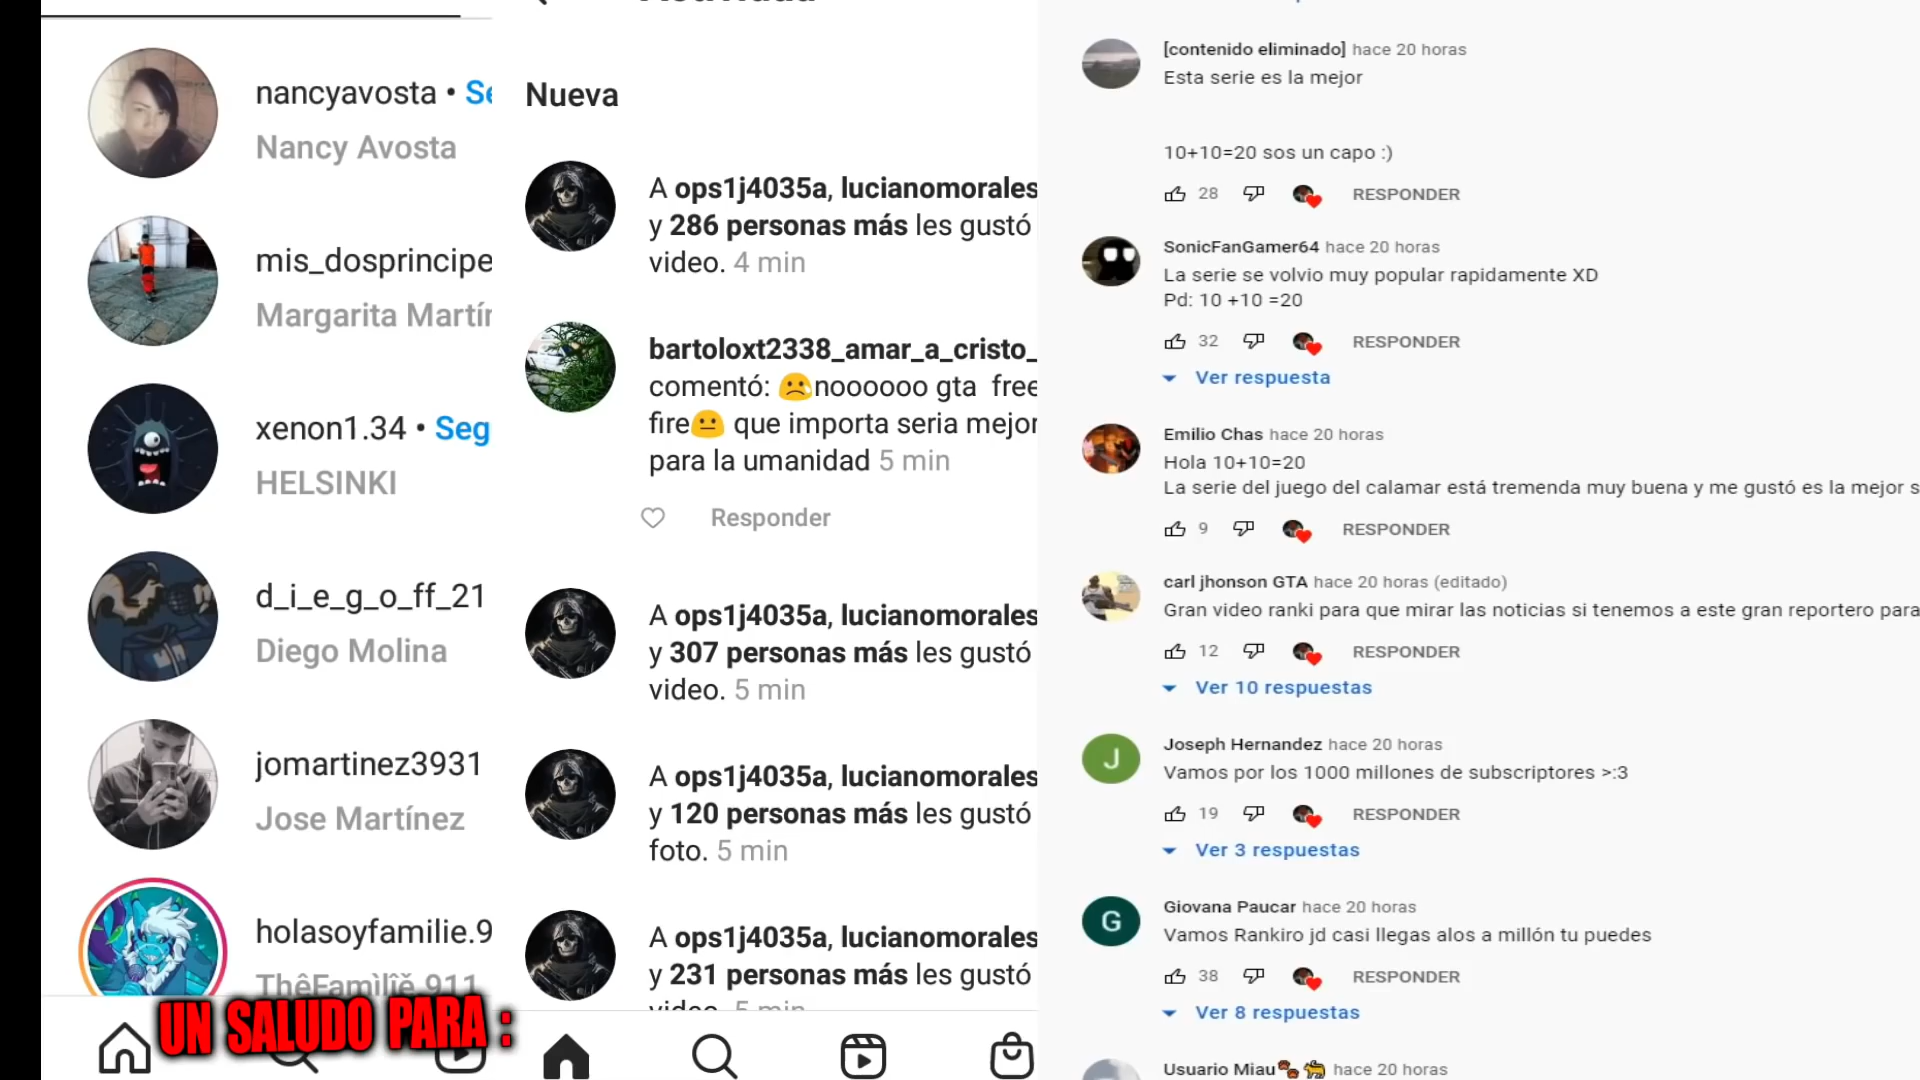 nancyavosta • Se
Nancy Avosta
mis_dosprincipe
Margarita Martín
xenon1.34 • Seg
HELSINKI
d_i_e_g_o_ff_21
Diego Molina
jomartinez3931
Jose Martínez
holasoyfamilie.9
ThêFamìlîĕ.911
UN SALUDO PARA :
Nueva
A ops1j4035a, lucianomorales
y 286 personas más les gustó
video. 4 min
bartoloxt2338_amar_a_cristo_
comentó: 😢noooooo gta free
fire😐 que importa seria mejor
para la umanidad 5 min
Responder
A ops1j4035a, lucianomorales
y 307 personas más les gustó
video. 5 min
A ops1j4035a, lucianomorales
y 120 personas más les gustó
foto. 5 min
A ops1j4035a, lucianomorales
y 231 personas más les gustó
video. 5 min
[contenido eliminado] hace 20 horas
Esta serie es la mejor
10+10=20 sos un capo :)
28 RESPONDER
SonicFanGamer64 hace 20 horas
La serie se volvio muy popular rapidamente XD
Pd: 10 +10 =20
32 RESPONDER
Ver respuesta
Emilio Chas hace 20 horas
Hola 10+10=20
La serie del juego del calamar está tremenda muy buena y me gustó es la mejor s
9 RESPONDER
carl jhonson GTA hace 20 horas (editado)
Gran video ranki para que mirar las noticias si tenemos a este gran reportero para
12 RESPONDER
Ver 10 respuestas
J
Joseph Hernandez hace 20 horas
Vamos por los 1000 millones de subscriptores >:3
19 RESPONDER
Ver 3 respuestas
G
Giovana Paucar hace 20 horas
Vamos Rankiro jd casi llegas alos a millón tu puedes
38 RESPONDER
Ver 8 respuestas
Usuario Miau🐾🐈 hace 20 horas